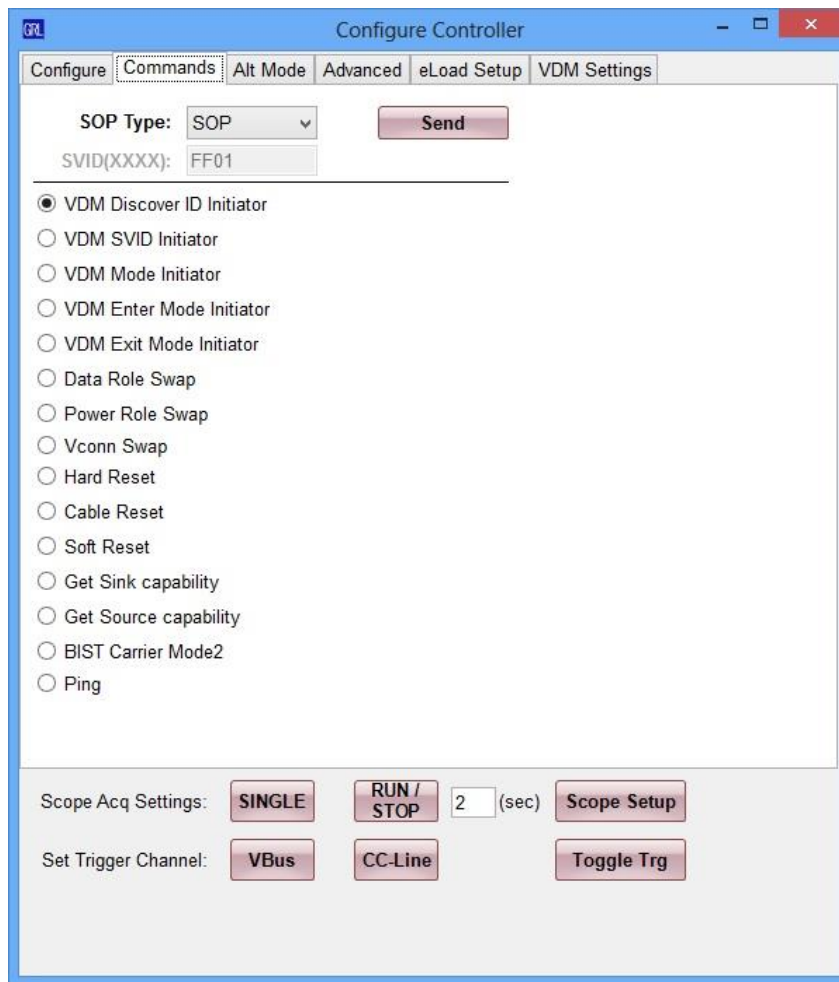 GRL Configure Controller
Configure Commands Alt Mode Advanced eLoad Setup VDM Settings
SOP Type: SOP Send
SVID(XXXX): FF01
VDM Discover ID Initiator
VDM SVID Initiator
VDM Mode Initiator
VDM Enter Mode Initiator
VDM Exit Mode Initiator
Data Role Swap
Power Role Swap
Vconn Swap
Hard Reset
Cable Reset
Soft Reset
Get Sink capability
Get Source capability
BIST Carrier Mode2
Ping
Scope Acq Settings: SINGLE RUN / STOP 2 (sec) Scope Setup
Set Trigger Channel: VBus CC-Line Toggle Trg